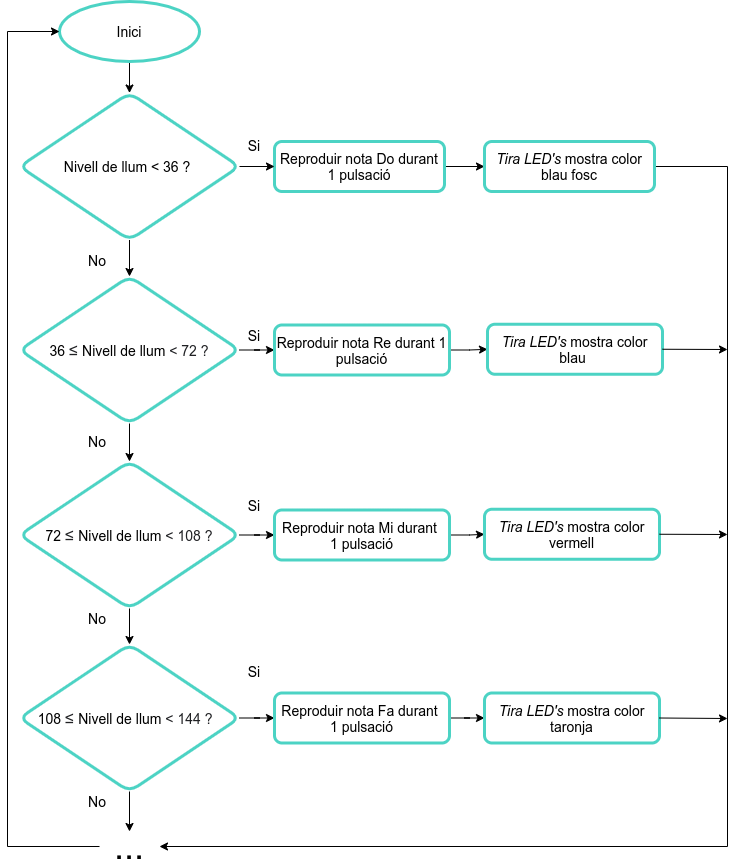 Inici
Nivell de llum < 36 ?
Si
Reproduir nota Do durant
1 pulsació
Tira LED's mostra color
blau fosc
No
36 ≤ Nivell de Llum < 72 ?
Si
Reproduir nota Re durant 1
pulsació
Tira LED's mostra color
blau
No
72 ≤ Nivell de llum < 108 ?
Si
Reproduir nota Mi durant
1 pulsació
Tira LED's mostra color
vermell
No
108 ≤ Nivell de llum < 144 ?
Si
Reproduir nota Fa durant
1 pulsació
Tira LED's mostra color
taronja
No
...